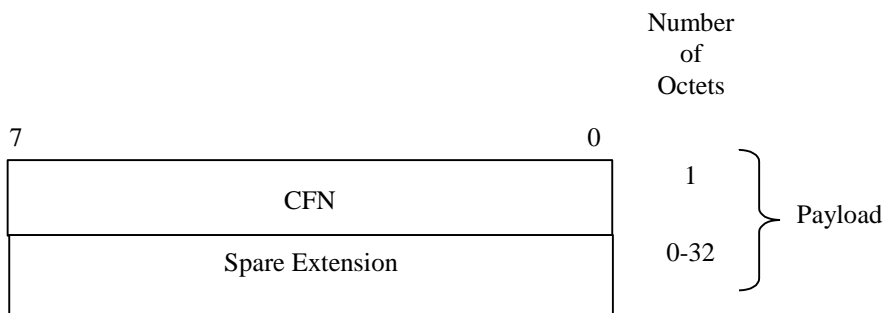 Number
of
Octets
7 0
CFN 1
Payload
Spare Extension 0-32